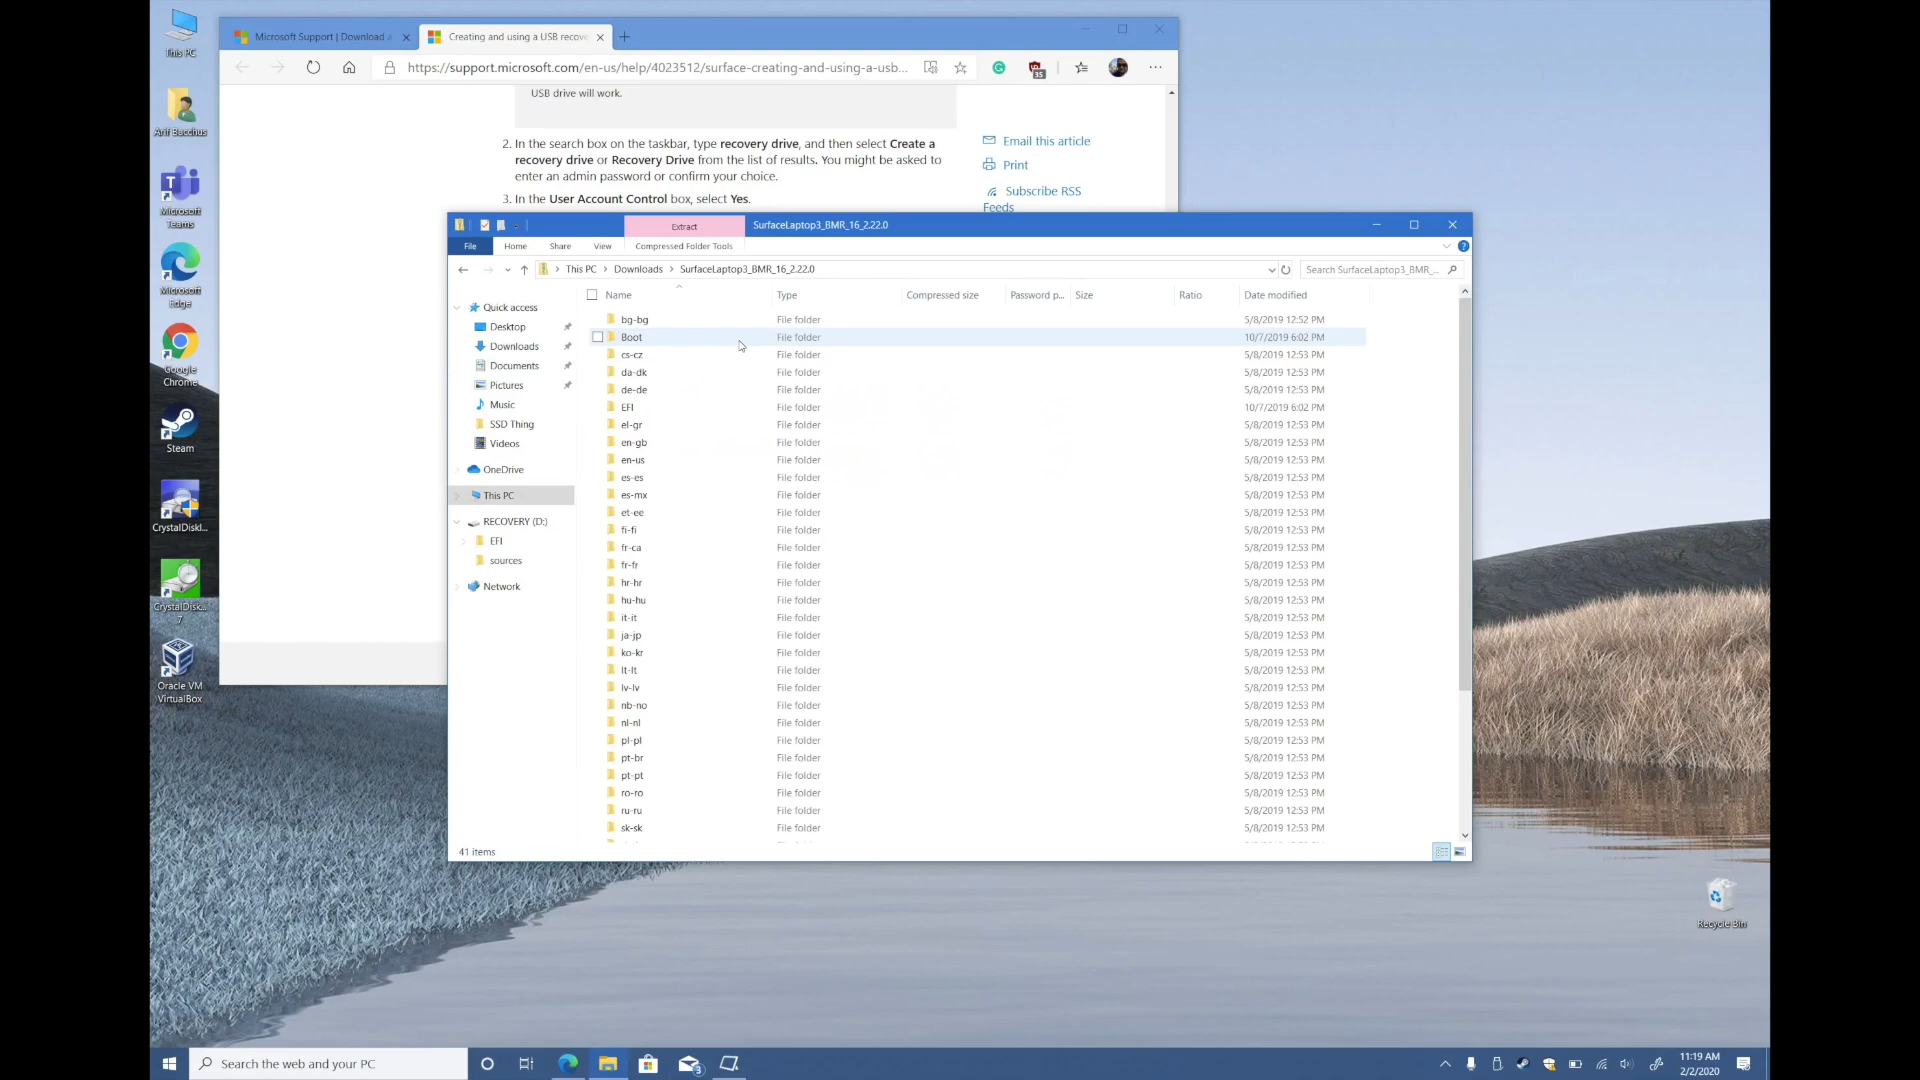 This PC
Arif Bacchus
Microsoft
Teams
Microsoft
Edge
Google
Chrome
Steam
CrystalDiskI...
CrystalDisk...
7
Oracle VM
VirtualBox
Microsoft Support | Download
Creating and using a USB recove
https://support.microsoft.com/en-us/help/4023512/surface-creating-and-using-a-usb...
35
USB drive will work.
2. In the search box on the taskbar, type recovery drive, and then select Create a
recovery drive or Recovery Drive from the list of results. You might be asked to
enter an admin password or confirm your choice.
3. In the User Account Control box, select Yes.
Email this article
Print
Subscribe RSS
Feeds
Extract
SurfaceLaptop3_BMR_16_2.22.0
File
Home
Share
View
Compressed Folder Tools
This PC
Downloads
SurfaceLaptop3_BMR_16_2.22.0
Search SurfaceLaptop3_BMR_...
Quick access
Desktop
Downloads
Documents
Pictures
Music
SSD Thing
Videos
OneDrive
This PC
RECOVERY (D:)
EFI
sources
Network
Name Type Compressed size Password p... Size Ratio Date modified
bg-bg File folder 5/8/2019 12:52 PM
Boot File folder 10/7/2019 6:02 PM
cs-cz File folder 5/8/2019 12:53 PM
da-dk File folder 5/8/2019 12:53 PM
de-de File folder 5/8/2019 12:53 PM
EFI File folder 10/7/2019 6:02 PM
el-gr File folder 5/8/2019 12:53 PM
en-gb File folder 5/8/2019 12:53 PM
en-us File folder 5/8/2019 12:53 PM
es-es File folder 5/8/2019 12:53 PM
es-mx File folder 5/8/2019 12:53 PM
et-ee File folder 5/8/2019 12:53 PM
fi-fi File folder 5/8/2019 12:53 PM
fr-ca File folder 5/8/2019 12:53 PM
fr-fr File folder 5/8/2019 12:53 PM
hr-hr File folder 5/8/2019 12:53 PM
hu-hu File folder 5/8/2019 12:53 PM
it-it File folder 5/8/2019 12:53 PM
ja-jp File folder 5/8/2019 12:53 PM
ko-kr File folder 5/8/2019 12:53 PM
lt-lt File folder 5/8/2019 12:53 PM
lv-lv File folder 5/8/2019 12:53 PM
nb-no File folder 5/8/2019 12:53 PM
nl-nl File folder 5/8/2019 12:53 PM
pl-pl File folder 5/8/2019 12:53 PM
pt-br File folder 5/8/2019 12:53 PM
pt-pt File folder 5/8/2019 12:53 PM
ro-ro File folder 5/8/2019 12:53 PM
ru-ru File folder 5/8/2019 12:53 PM
sk-sk File folder 5/8/2019 12:53 PM
41 items
Recycle Bin
Search the web and your PC
3
11:19 AM
2/2/2020